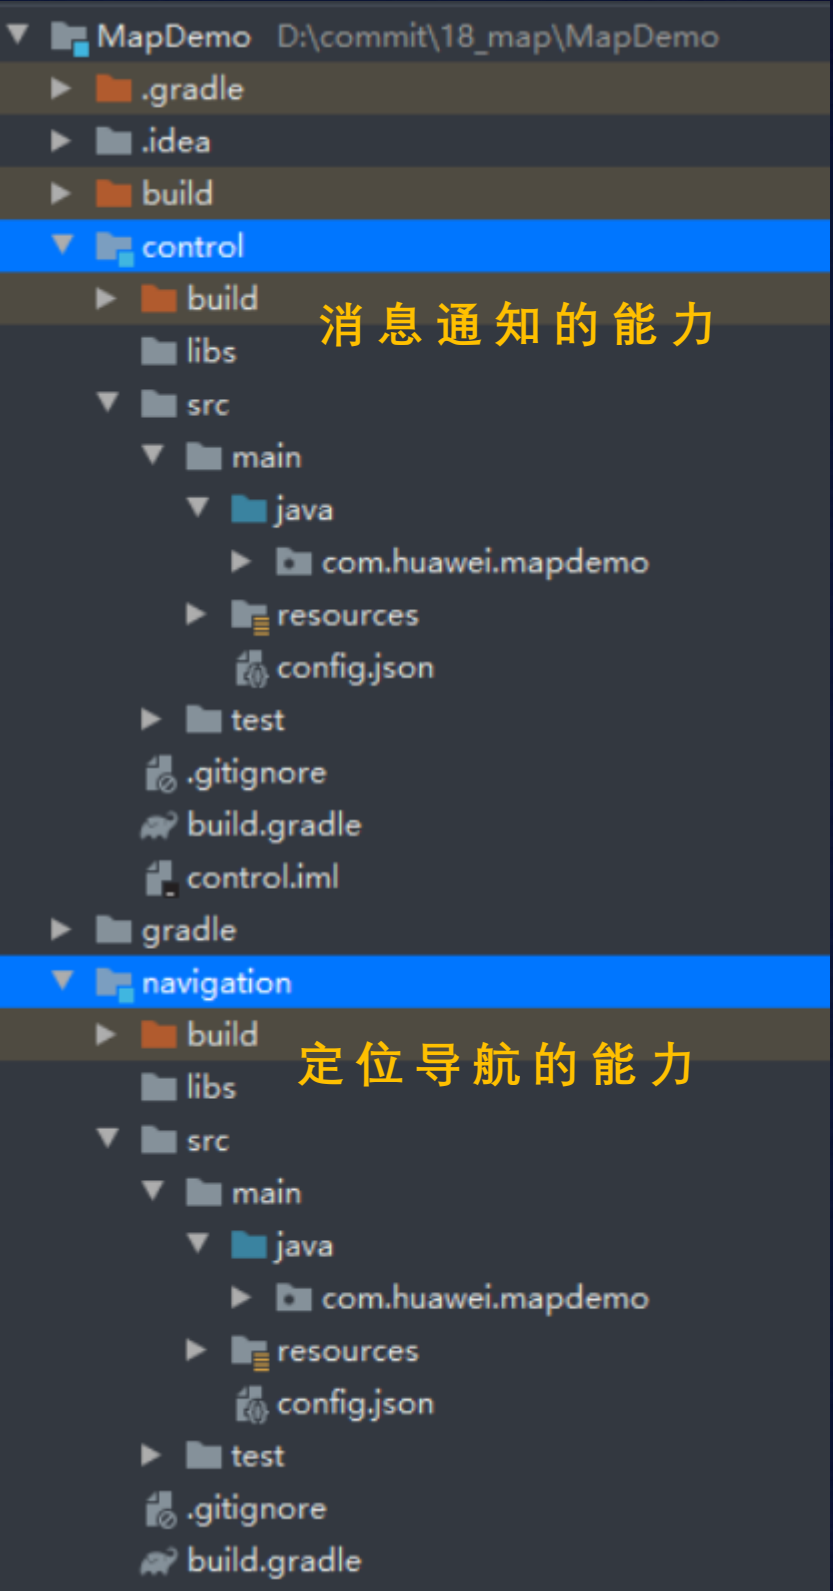 MapDemo D:\commit\18_map\MapDemo
.gradle
.idea
build
control
build
消息通知的能力
libs
src
main
java
com.huawei.mapdemo
resources
config.json
test
.gitignore
build.gradle
control.iml
gradle
navigation
build
定位导航的能力
libs
src
main
java
com.huawei.mapdemo
resources
config.json
test
.gitignore
build.gradle